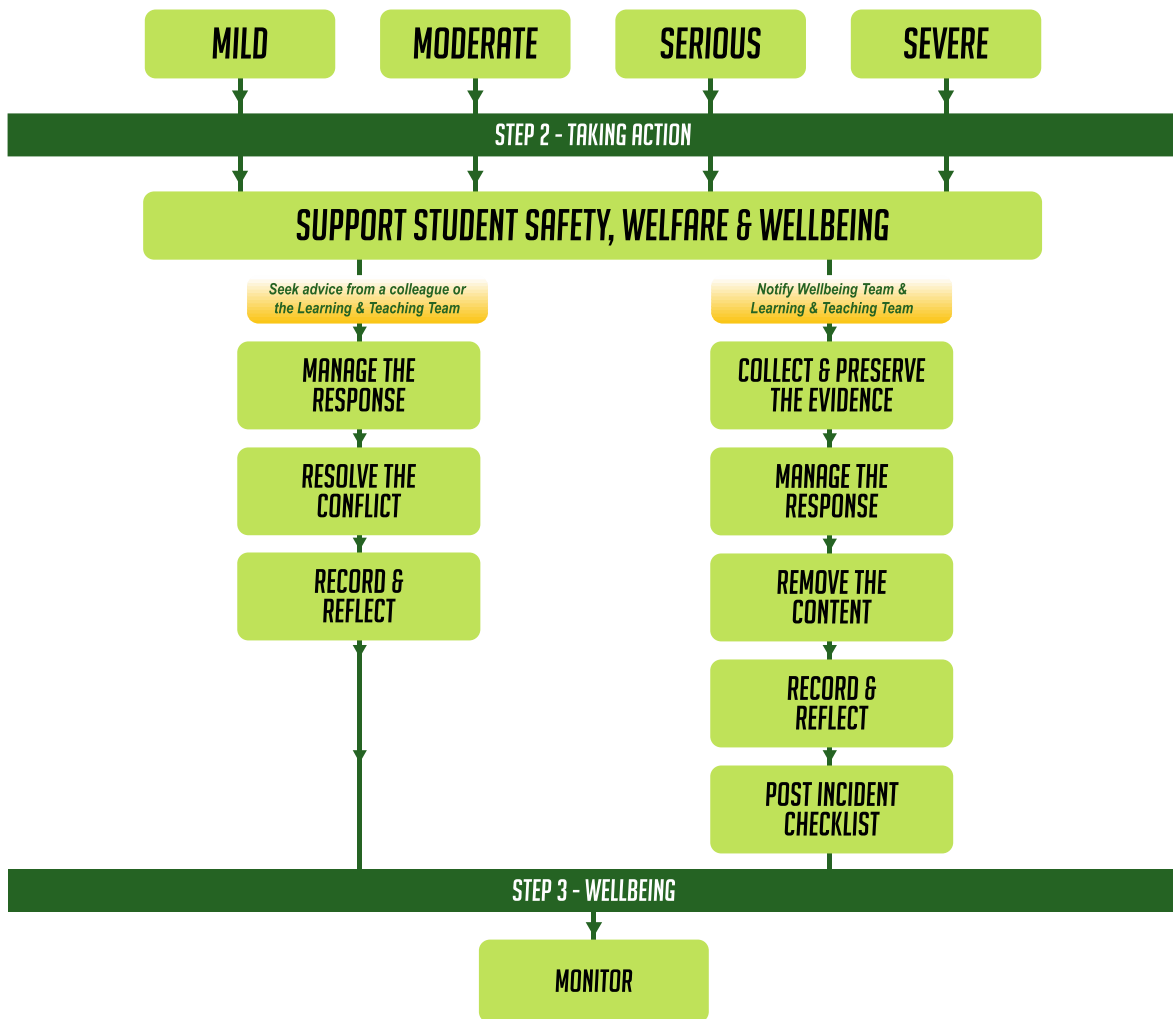 MILD
MODERATE
SERIOUS
SEVERE
STEP 2 - TAKING ACTION
SUPPORT STUDENT SAFETY, WELFARE & WELLBEING
Seek advice from a colleague or
the Learning & Teaching Team
MANAGE THE
RESPONSE
RESOLVE THE
CONFLICT
RECORD &
REFLECT
Notify Wellbeing Team &
Learning & Teaching Team
COLLECT & PRESERVE
THE EVIDENCE
MANAGE THE
RESPONSE
REMOVE THE
CONTENT
RECORD &
REFLECT
POST INCIDENT
CHECKLIST
STEP 3 - WELLBEING
MONITOR